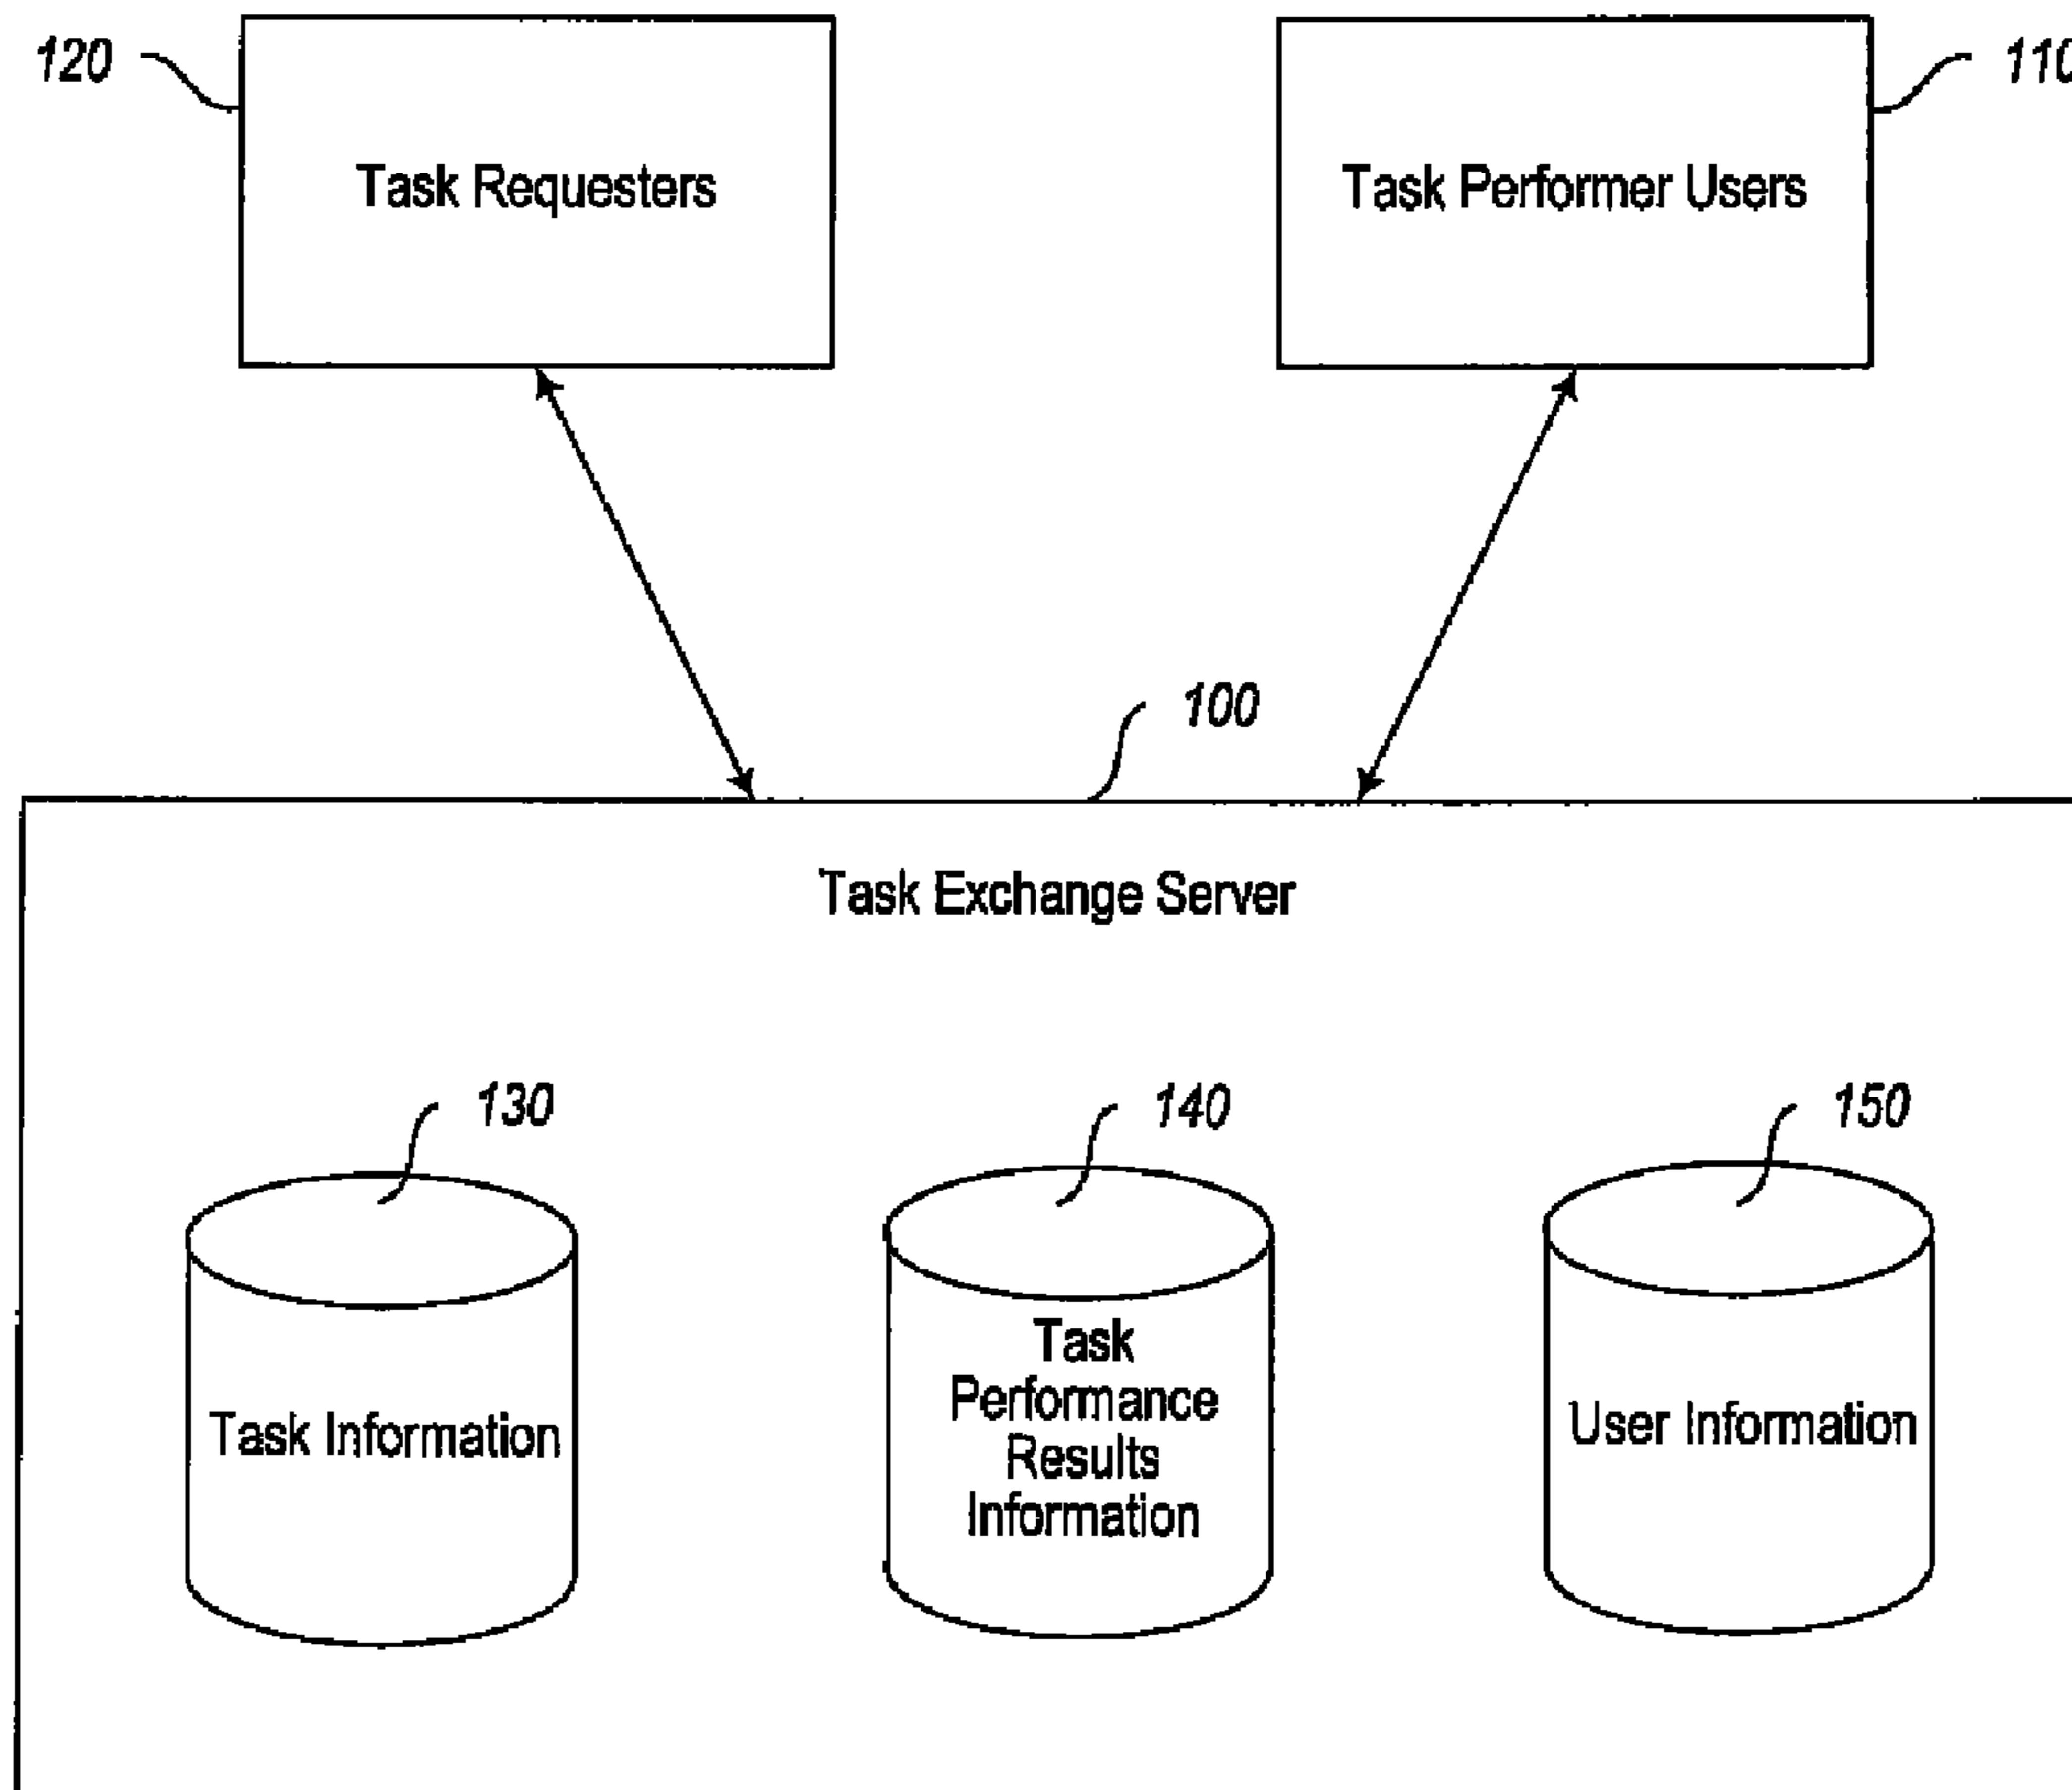 120
110
Task Requesters
Task Performer Users
100
Task Exchange Server
130
140
150
Task Information
Task
Performance
Results
Information
User Information